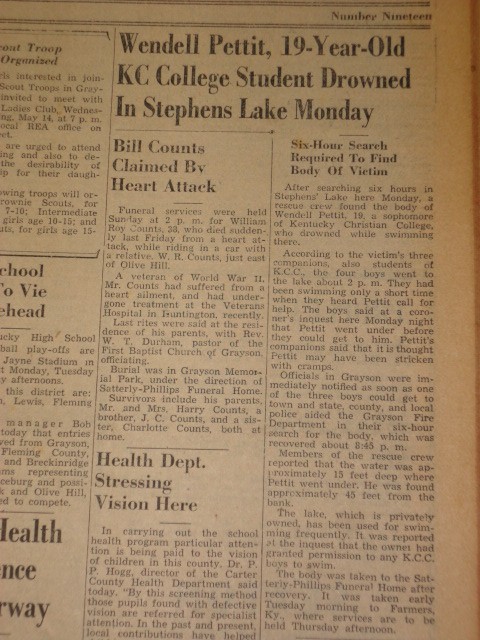 Number Nineteen
Scout Troop
Organized
rls interested in join-
Scout Troops in Gray-
invited to meet with
Ladies Club, Wednes-
ng, May 14, at 7 p. m.
ocal REA office on
eet.
are urged to attend
ing and also to de-
the desirability of
ip for their daugh-
owing troops will or-
rownie Scouts, for
7-10; Intermediate
girls age 10-15; and
uts, for girls age 15-
School
To Vie
ehead
ucky High School
ball play-offs are
Jayne Stadium in
t Monday, Tuesday
y afternoons.
this district are:
n, Lewis, Fleming
manager Bob
today that entries
ved from Grayson,
Fleming County,
and Breckinridge
ams representing
ceburg and possi-
k and Olive Hill,
ed to compete.
Health
ence
rway
Wendell Pettit, 19-Year-Old
KC College Student Drowned
In Stephens Lake Monday
Bill Counts
Claimed By
Heart Attack
Funeral services were held
Sunday at 2 p. m. for William
Roy Counts, 38, who died sudden-
ly last Friday from a heart at-
tack, while riding in a car with
a relative. W. R. Counts, just east
of Olive Hill.
A veteran of World War II,
Mr. Counts had suffered from a
heart ailment, and had under-
gone treatment at the Veterans
Hospital in Huntington, recently.
Last rites were said at the resi-
dence of his parents, with Rev.
W. T. Durham, pastor of the
First Baptist Church of Grayson,
officiating.
Burial was in Grayson Memor-
ial Park, under the direction of
Satterly-Phillips Funeral Home.
Survivors include his parents,
Mr. and Mrs. Harry Counts, a
brother, J. C. Counts, and a sis-
ter, Charlotte Counts, both at
home.
Health Dept.
Stressing
Vision Here
In carrying out the school
health program particular atten-
tion is being paid to the vision
of children in this county, Dr. P.
P. Hogg, director of the Carter
County Health Department said
today. "By this screening method
those pupils found with defective
vision are referred for specialist
attention. In the past and present,
local contributions have helped
Six-Hour Search
Required To Find
Body Of Victim
After searching six hours in
Stephens' Lake here Monday, a
rescue crew found the body of
Wendell Pettit, 19, a sophomore
of Kentucky Christian College,
who drowned while swimming
there.
According to the victim's three
companions, also students of
K.C.C., the four boys went to
the lake about 2 p. m. They had
been swimming only a short time
when they heard Pettit call for
help. The boys said at a coro-
ner's inquest here Monday night
that Pettit went under before
they could get to him. Pettit's
companions said that it is thought
Pettit may have been stricken
with cramps.
Officials in Grayson were im-
mediately notified as soon as one
of the three boys could get to
town and state, county, and local
police aided the Grayson Fire
Department in their six-hour
search for the body, which was
recovered about 8:45 p. m.
Members of the rescue crew
reported that the water was ap-
proximately 15 feet deep where
Pettit went under. He was found
approximately 45 feet from the
bank.
The lake, which is privately
owned, has been used for swim-
ming frequently. It was reported
at the inquest that the owner had
granted permission to any K.C.C.
boys to swim.
The body was taken to the Sat-
terly-Phillips Funeral Home after
recovery. It was taken early
Tuesday morning to Farmers,
Ky., where services are to be
held Thursday afternoon.